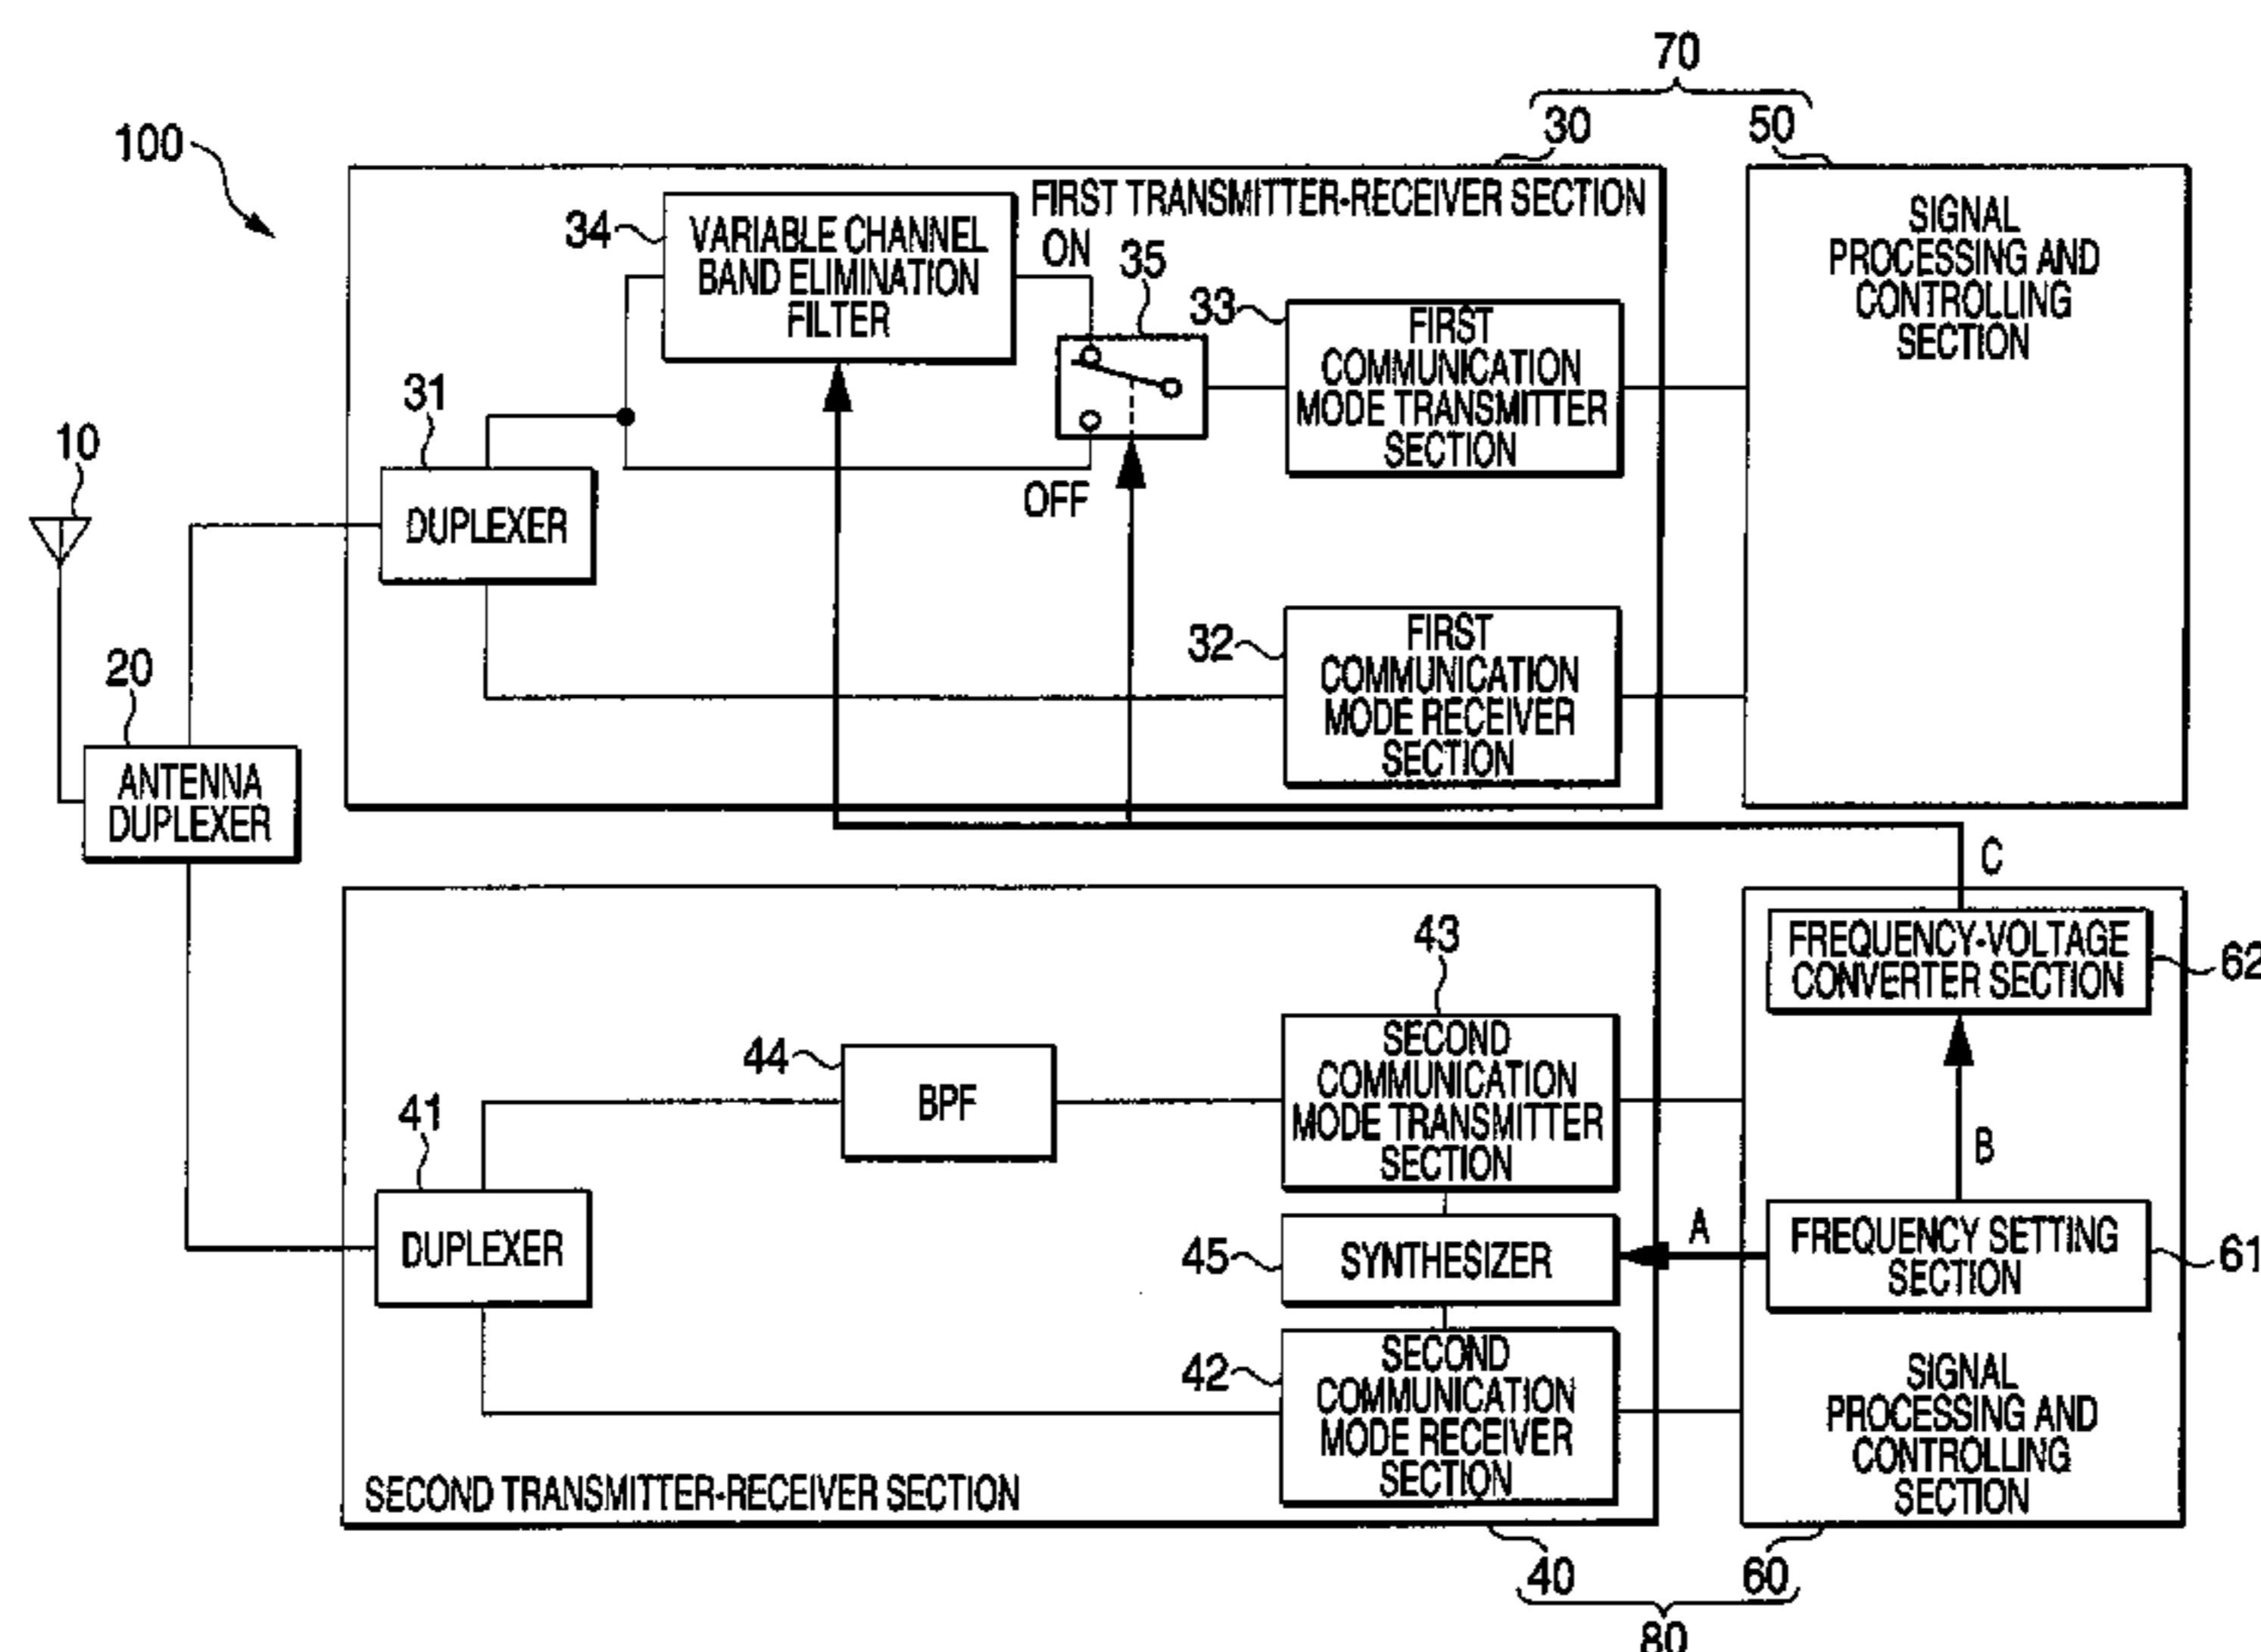 70
30
50
100
FIRST TRANSMITTER-RECEIVER SECTION
34
VARIABLE CHANNEL
BAND ELIMINATION
FILTER
ON
35
33
FIRST
COMMUNICATION
MODE TRANSMITTER
SECTION
SIGNAL
PROCESSING AND
CONTROLLING
SECTION
31
DUPLEXER
OFF
10
32
FIRST
COMMUNICATION
MODE RECEIVER
SECTION
20
ANTENNA
DUPLEXER
C
43
FREQUENCY-VOLTAGE
CONVERTER SECTION
62
44
BPF
SECOND
COMMUNICATION
MODE TRANSMITTER
SECTION
41
DUPLEXER
B
A
45
SYNTHESIZER
FREQUENCY SETTING
SECTION
61
42
SECOND
COMMUNICATION
MODE RECEIVER
SECTION
SIGNAL
PROCESSING AND
CONTROLLING
SECTION
SECOND TRANSMITTER-RECEIVER SECTION
40
60
80